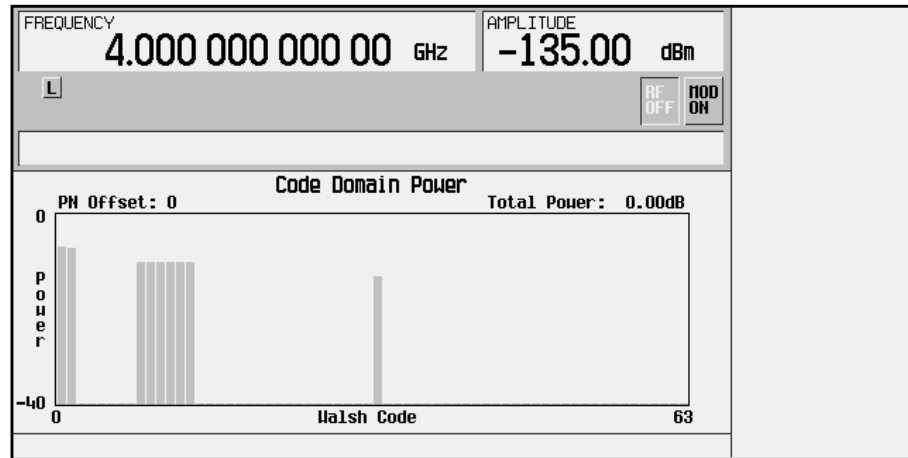 FREQUENCY
4.000 000 000 00 GHz
AMPLITUDE
-135.00 dBm
L
RF OFF
MOD ON
Code Domain Power
PN Offset: 0
Total Power: 0.00dB
0
Power
-40
0
Walsh Code
63